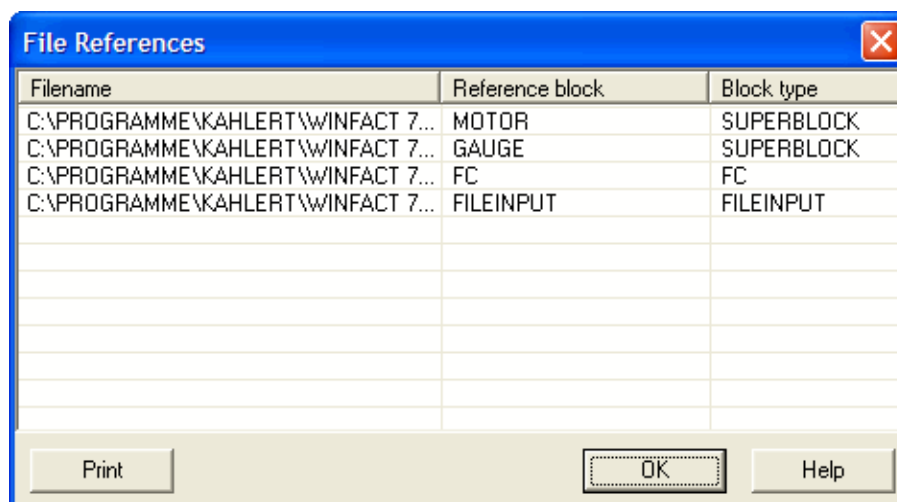 File References
Filename Reference block Block type
C:\PROGRAMME\KAHLERT\WINFACT 7... MOTOR SUPERBLOCK
C:\PROGRAMME\KAHLERT\WINFACT 7... GAUGE SUPERBLOCK
C:\PROGRAMME\KAHLERT\WINFACT 7... FC FC
C:\PROGRAMME\KAHLERT\WINFACT 7... FILEINPUT FILEINPUT
Print OK Help